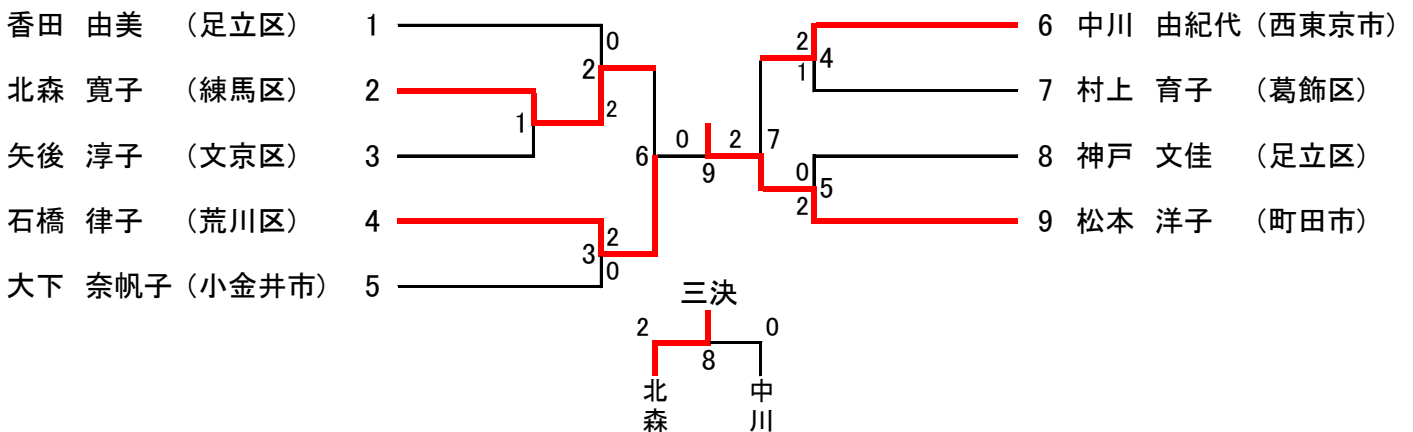 香田　由美　（足立区）　1
北森　寛子　（練馬区）　2
矢後　淳子　（文京区）　3
石橋　律子　（荒川区）　4
大下　奈帆子（小金井市）　5
0
2
2
1
6
2
3
0
0
2
9
7
2
4
1
0
5
2
6　中川　由紀代（西東京市）
7　村上　育子　（葛飾区）
8　神戸　文佳　（足立区）
9　松本　洋子　（町田市）
三決
2
0
8
北森
中川